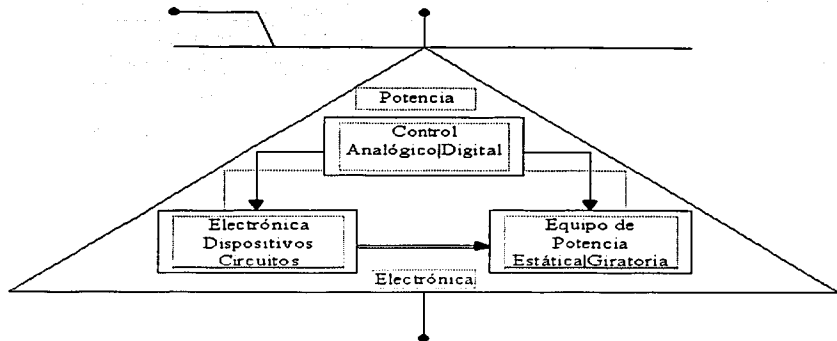 Potencia
Control
Analógico|Digital
Electrónica
Dispositivos
Circuitos
Equipo de
Potencia
Estática|Giratoria
Electrónica